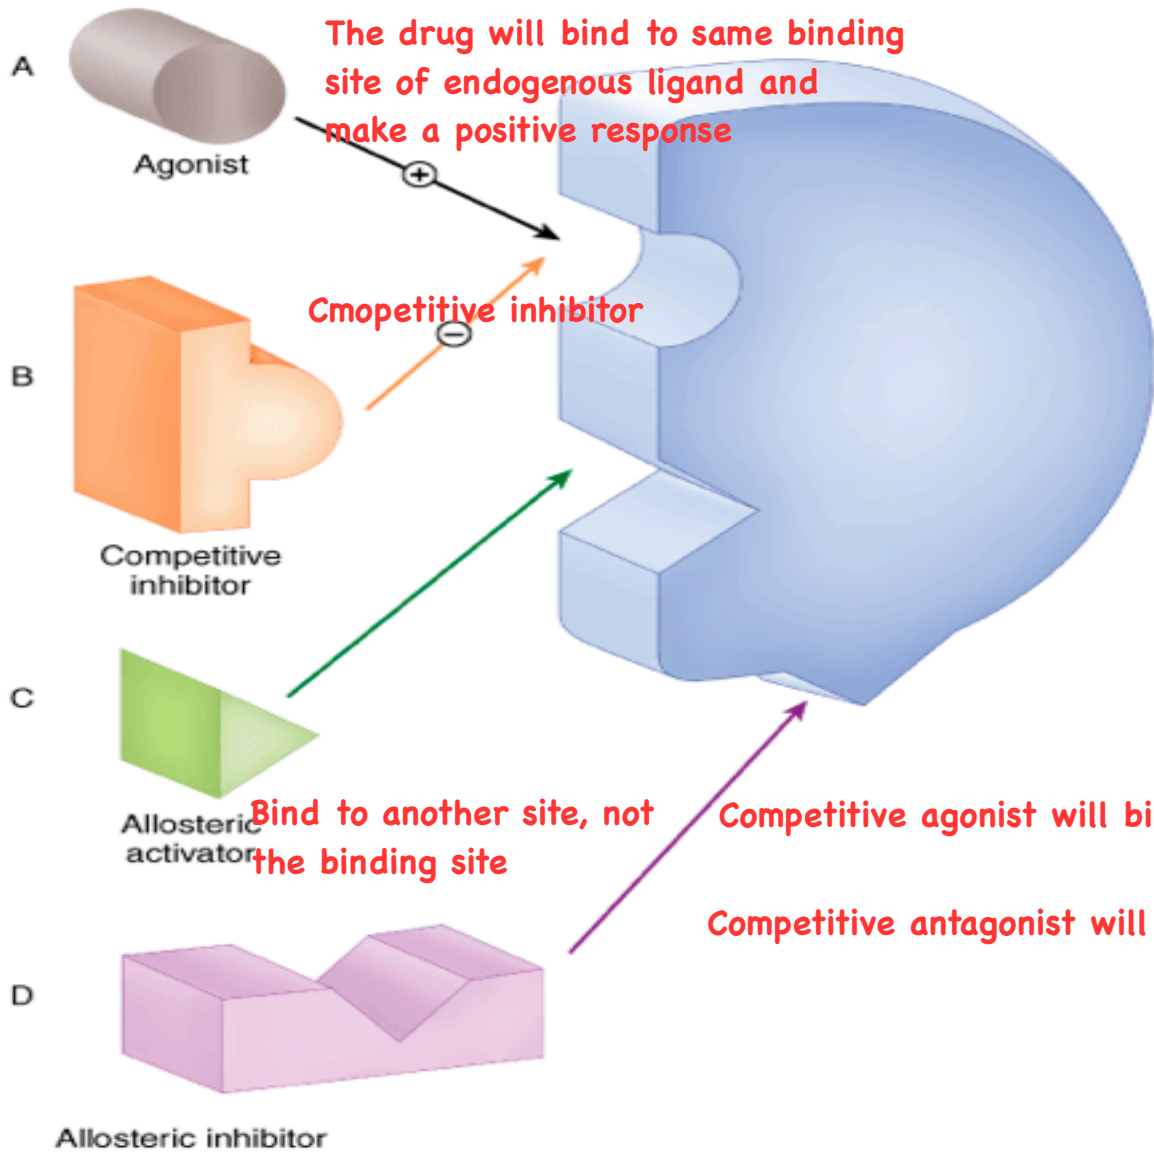 The drug will bind to same binding
site of endogenous ligand and
make a positive response
A
Agonist
+
Cmopetitive inhibitor
−
B
Competitive
inhibitor
C
Allosteric
activator
Bind to another site, not
the binding site
Competitive agonist will bi
Competitive antagonist will
D
Allosteric inhibitor